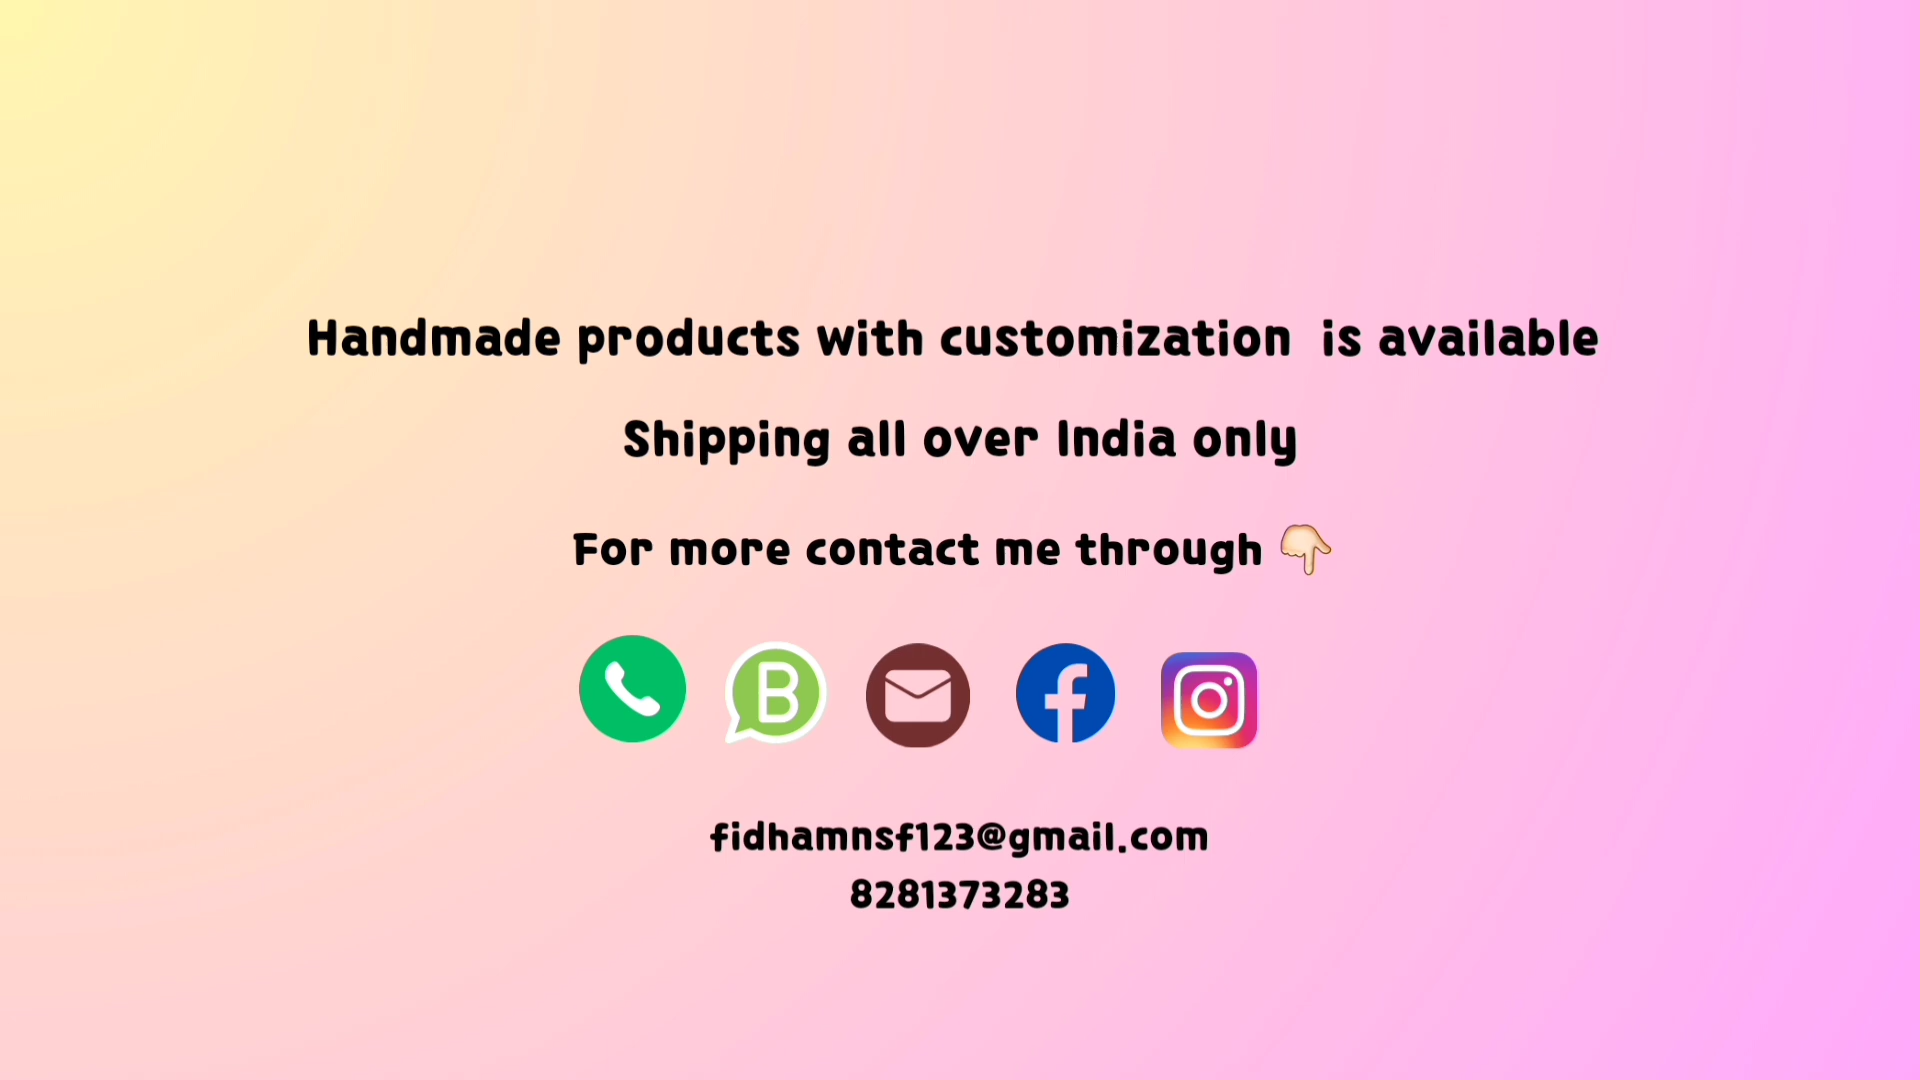 Handmade products with customization  is available
Shipping all over India only
For more contact me through 👇🏻
B
fidhamnsf123@gmail.com
8281373283